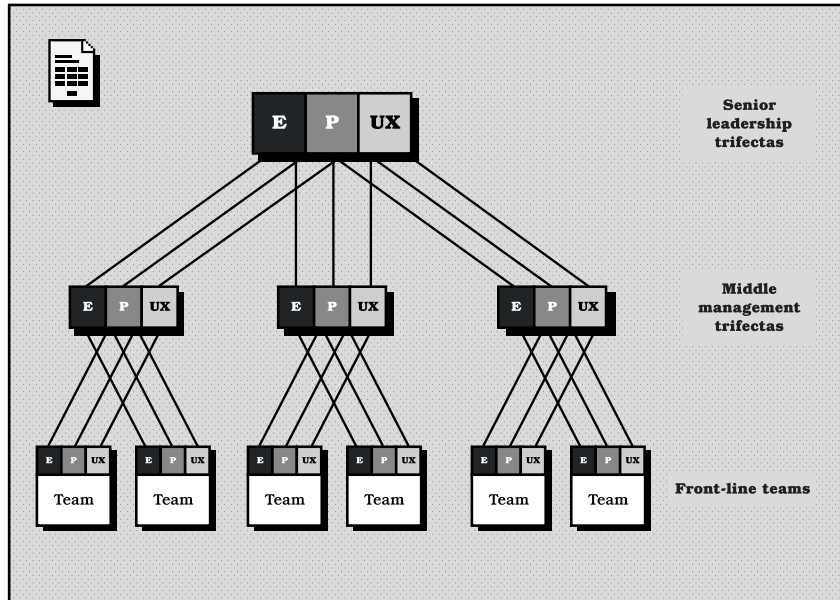 E P UX
Senior
leadership
trifectas
E P UX
E P UX
E P UX
Middle
management
trifectas
E P UX
E P UX
E P UX
E P UX
E P UX
E P UX
Team
Team
Team
Team
Team
Team
Front-line teams